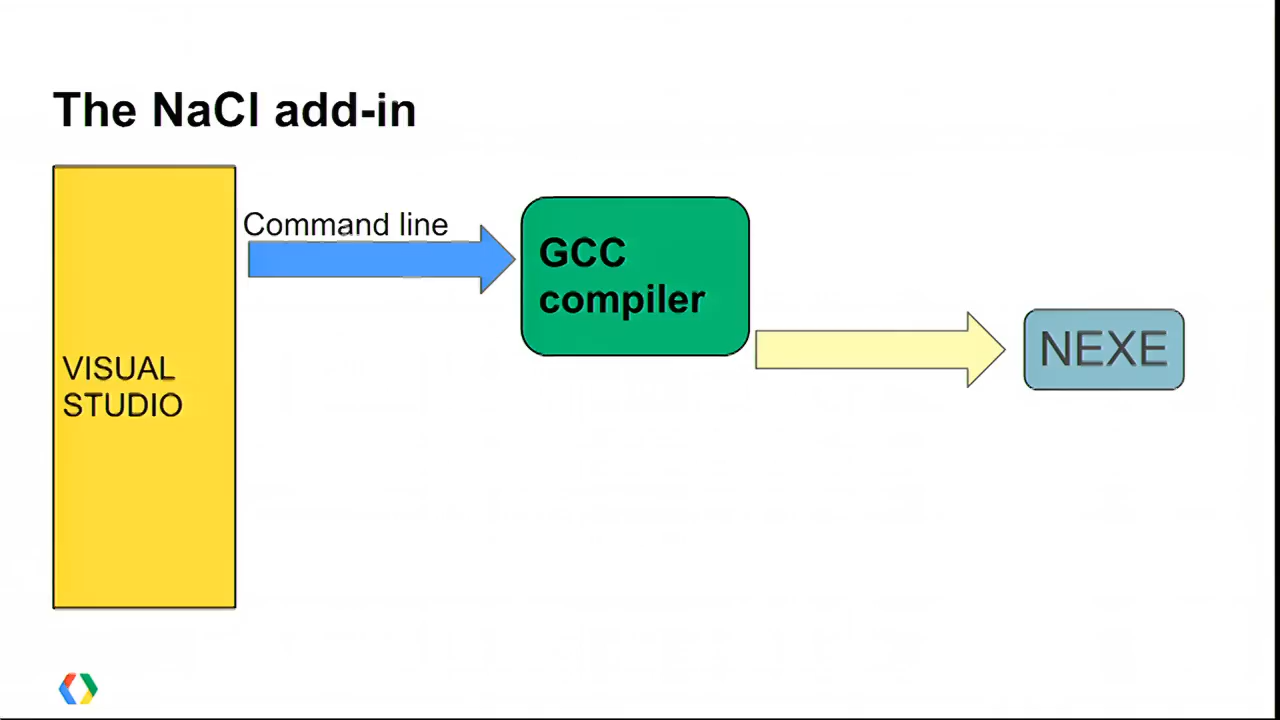 The NaCl add-in
Command line
GCC
compiler
NEXE
VISUAL
STUDIO